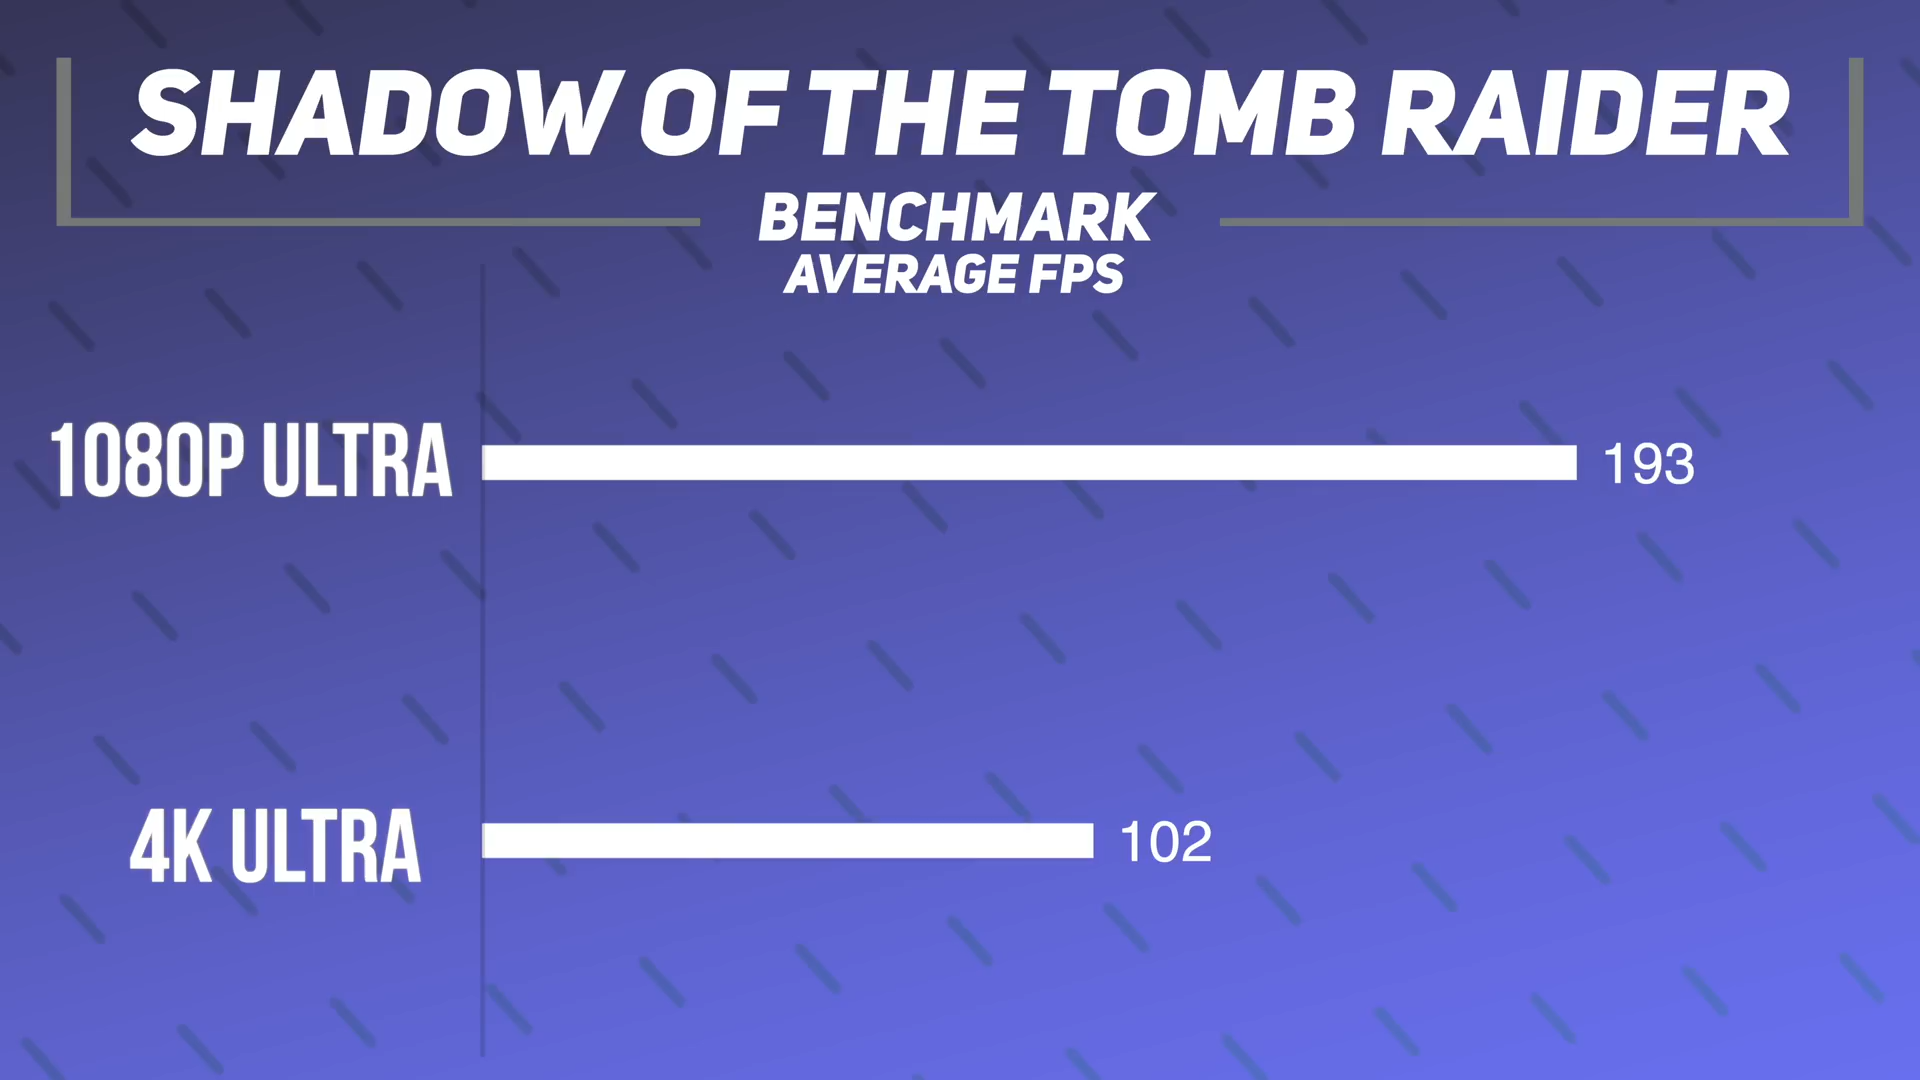 SHADOW OF THE TOMB RAIDER
BENCHMARK
AVERAGE FPS
1080P ULTRA 193
4K ULTRA 102